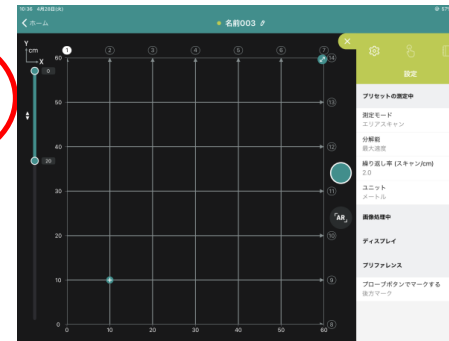 10:36 4月28日(火)
97%
ホーム
名前003
Y
cm
X
0
30
1
2
3
4
5
6
7
14
13
12
11
10
9
8
60
50
40
30
20
10
0
0
10
20
30
40
50
60
AR
設定
プリセットの測定中
測定モード
エリアスキャン
分解能
最大速度
繰り返し率 (スキャン/cm)
2.0
ユニット
メートル
画像処理中
ディスプレイ
プリファレンス
プローブボタンでマークする
後方マーク